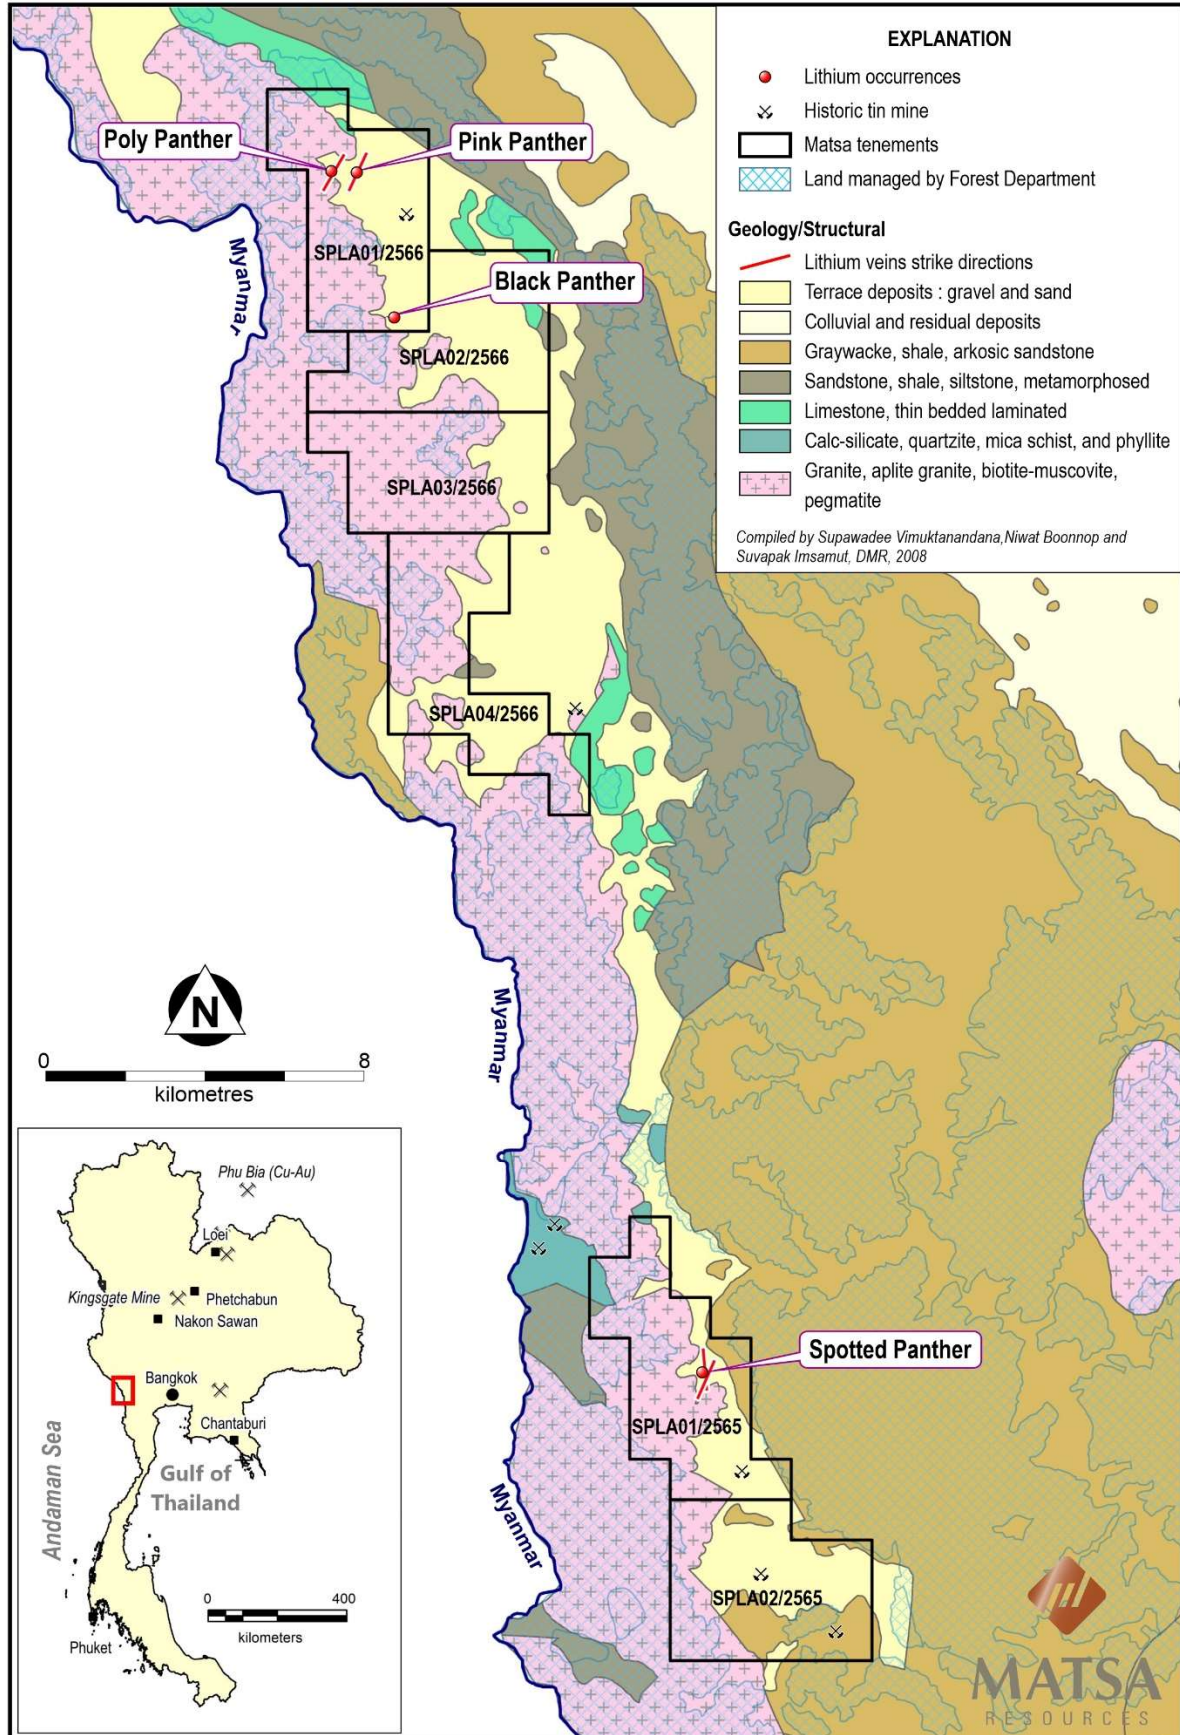 EXPLANATION
Lithium occurrences
Historic tin mine
Matsa tenements
Land managed by Forest Department
Geology/Structural
Lithium veins strike directions
Terrace deposits : gravel and sand
Colluvial and residual deposits
Graywacke, shale, arkosic sandstone
Sandstone, shale, siltstone, metamorphosed
Limestone, thin bedded laminated
Calc-silicate, quartzite, mica schist, and phyllite
Granite, aplite granite, biotite-muscovite,
pegmatite
Compiled by Supawadee Vimuktanandana,Niwat Boonnop and
Suvapak Imsamut, DMR, 2008
Poly Panther
Pink Panther
Myanmar
SPLA01/2566
Black Panther
SPLA02/2566
SPLA03/2566
SPLA04/2566
Myanmar
N
0 8
kilometres
Spotted Panther
SPLA01/2565
Myanmar
SPLA02/2565
Phu Bia (Cu-Au)
Loei
Kingsgate Mine
Phetchabun
Nakon Sawan
Bangkok
Chantaburi
Andaman Sea
Gulf of
Thailand
0 400
kilometers
Phuket
MATSA
RESOURCES